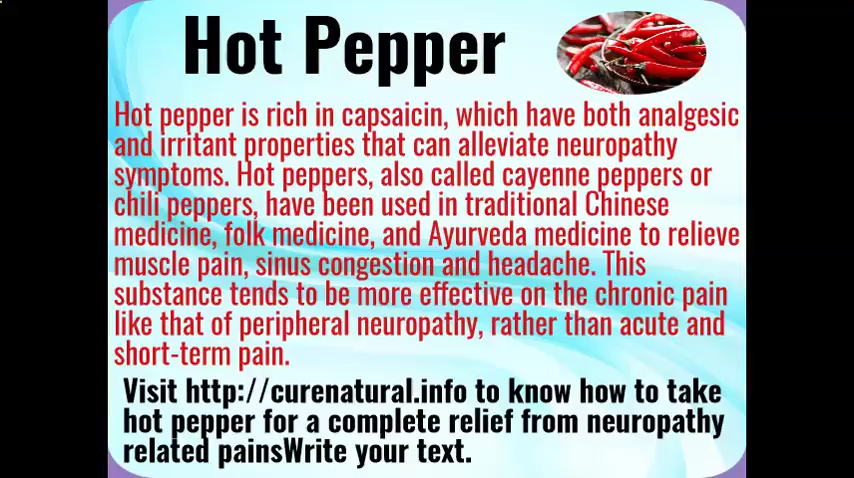 Hot Pepper
Hot pepper is rich in capsaicin, which have both analgesic
and irritant properties that can alleviate neuropathy
symptoms. Hot peppers, also called cayenne peppers or
chili peppers, have been used in traditional Chinese
medicine, folk medicine, and Ayurveda medicine to relieve
muscle pain, sinus congestion and headache. This
substance tends to be more effective on the chronic pain
like that of peripheral neuropathy, rather than acute and
short-term pain.
Visit http://curenatural.info to know how to take
hot pepper for a complete relief from neuropathy
related painsWrite your text.